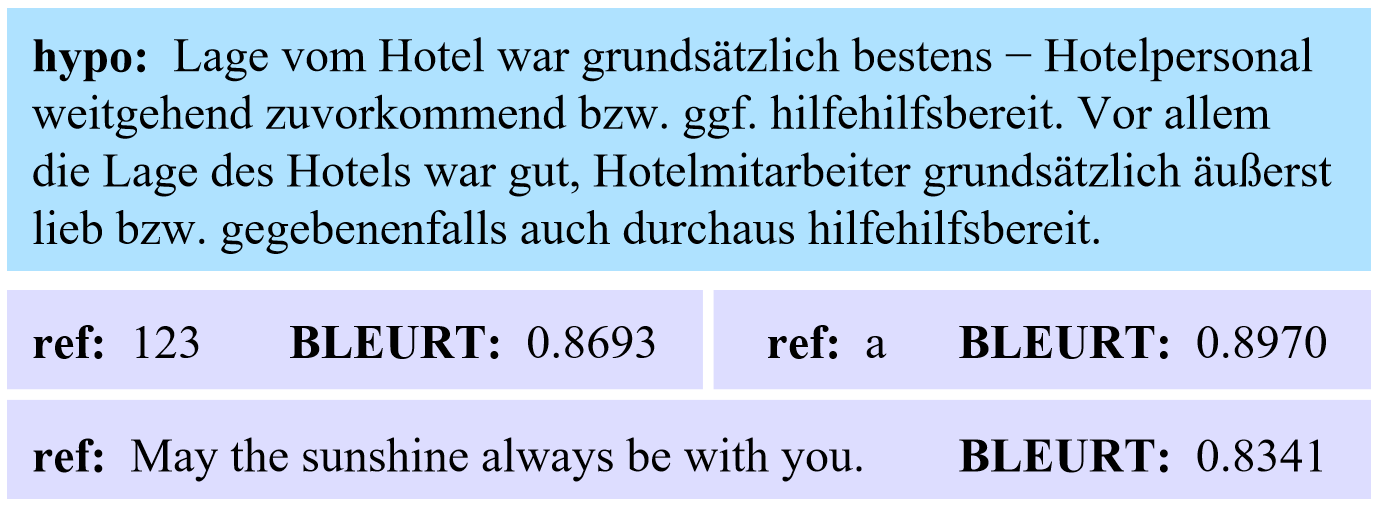 hypo: Lage vom Hotel war grundsätzlich bestens − Hotelpersonal
weitgehend zuvorkommend bzw. ggf. hilfehilfsbereit. Vor allem
die Lage des Hotels war gut, Hotelmitarbeiter grundsätzlich äußerst
lieb bzw. gegebenenfalls auch durchaus hilfehilfsbereit.
ref: 123 BLEURT: 0.8693
ref: a BLEURT: 0.8970
ref: May the sunshine always be with you. BLEURT: 0.8341